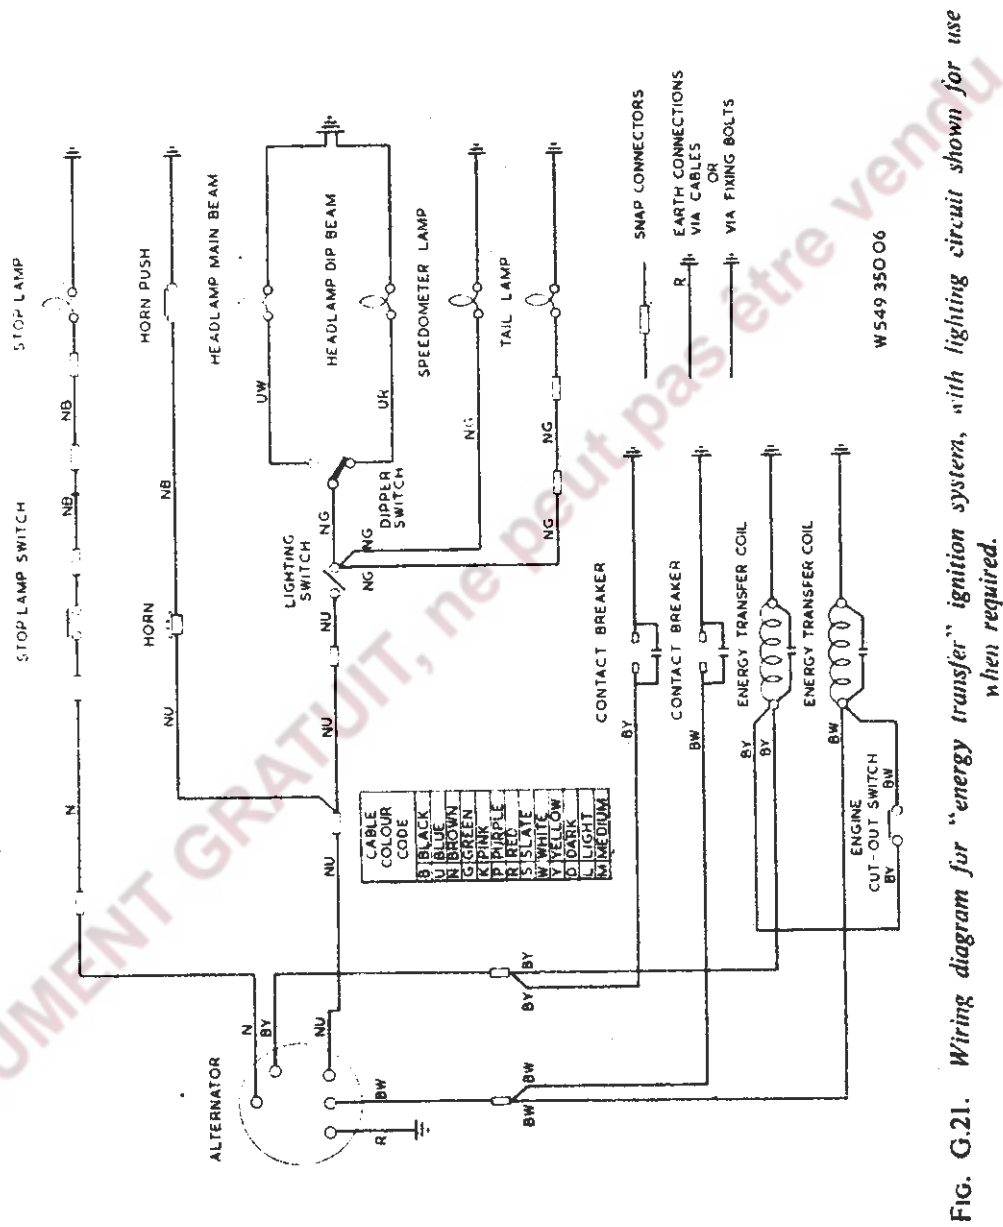 STOP LAMP SWITCH
STOP LAMP
N
NB
NB
HORN
HORN PUSH
NU
NB
HEADLAMP MAIN BEAM
UW
HEADLAMP DIP BEAM
UR
LIGHTING
SWITCH
DIPPER
SWITCH
NU
NU
NU
NG
NG
NG
SPEEDOMETER LAMP
NG
TAIL LAMP
NG
NG
ALTERNATOR
N
BY
NU
BW
R
CABLE
COLOUR
CODE
B BLACK
U BLUE
N BROWN
G GREEN
K PINK
P PURPLE
R RED
S SLATE
W WHITE
Y YELLOW
D DARK
L LIGHT
M MEDIUM
CONTACT BREAKER
BY
CONTACT BREAKER
BW
ENERGY TRANSFER COIL
BY
BY
ENERGY TRANSFER COIL
BW
BY
BY
BW
BW
ENGINE
CUT-OUT SWITCH
BY
BW
SNAP CONNECTORS
R
EARTH CONNECTIONS
VIA CABLES
OR
VIA FIXING BOLTS
W549 350 06
FIG. G.21. Wiring diagram for "energy transfer" ignition system, with lighting circuit shown for use
when required.
UMENT GRATUIT, ne peut pas être vendu